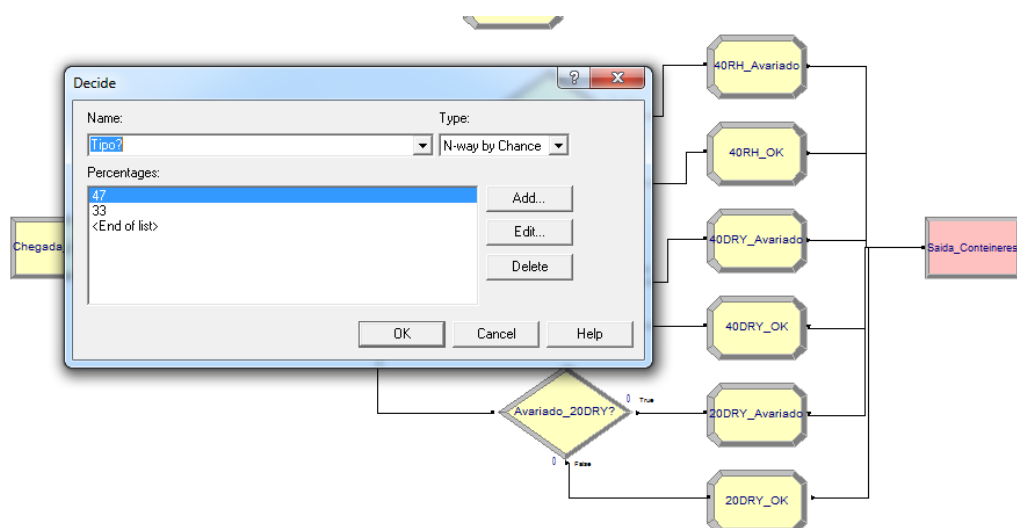 Decide
Name:
Type:
Tipo?
N-way by Chance
Percentages:
47
33
<End of list>
Add...
Edit...
Delete
OK
Cancel
Help
Chegada_
40RH_Avariado
40RH_OK
40DRY_Avariado
Saida_Conteineres
40DRY_OK
Avariado_20DRY?
0 True
0 False
20DRY_Avariado
20DRY_OK